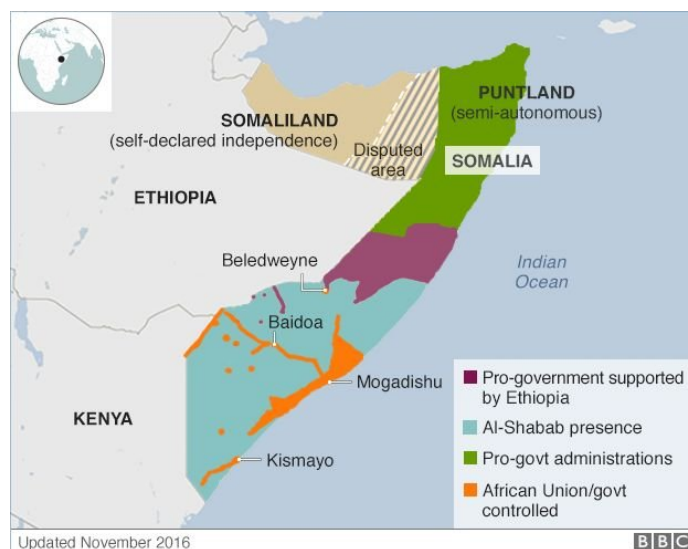 SOMALILAND
(self-declared independence)
Disputed
area
PUNTLAND
(semi-autonomous)
SOMALIA
ETHIOPIA
Beledweyne
Indian
Ocean
Baidoa
Mogadishu
KENYA
Kismayo
Pro-government supported
by Ethiopia
Al-Shabab presence
Pro-govt administrations
African Union/govt
controlled
Updated November 2016
BBC